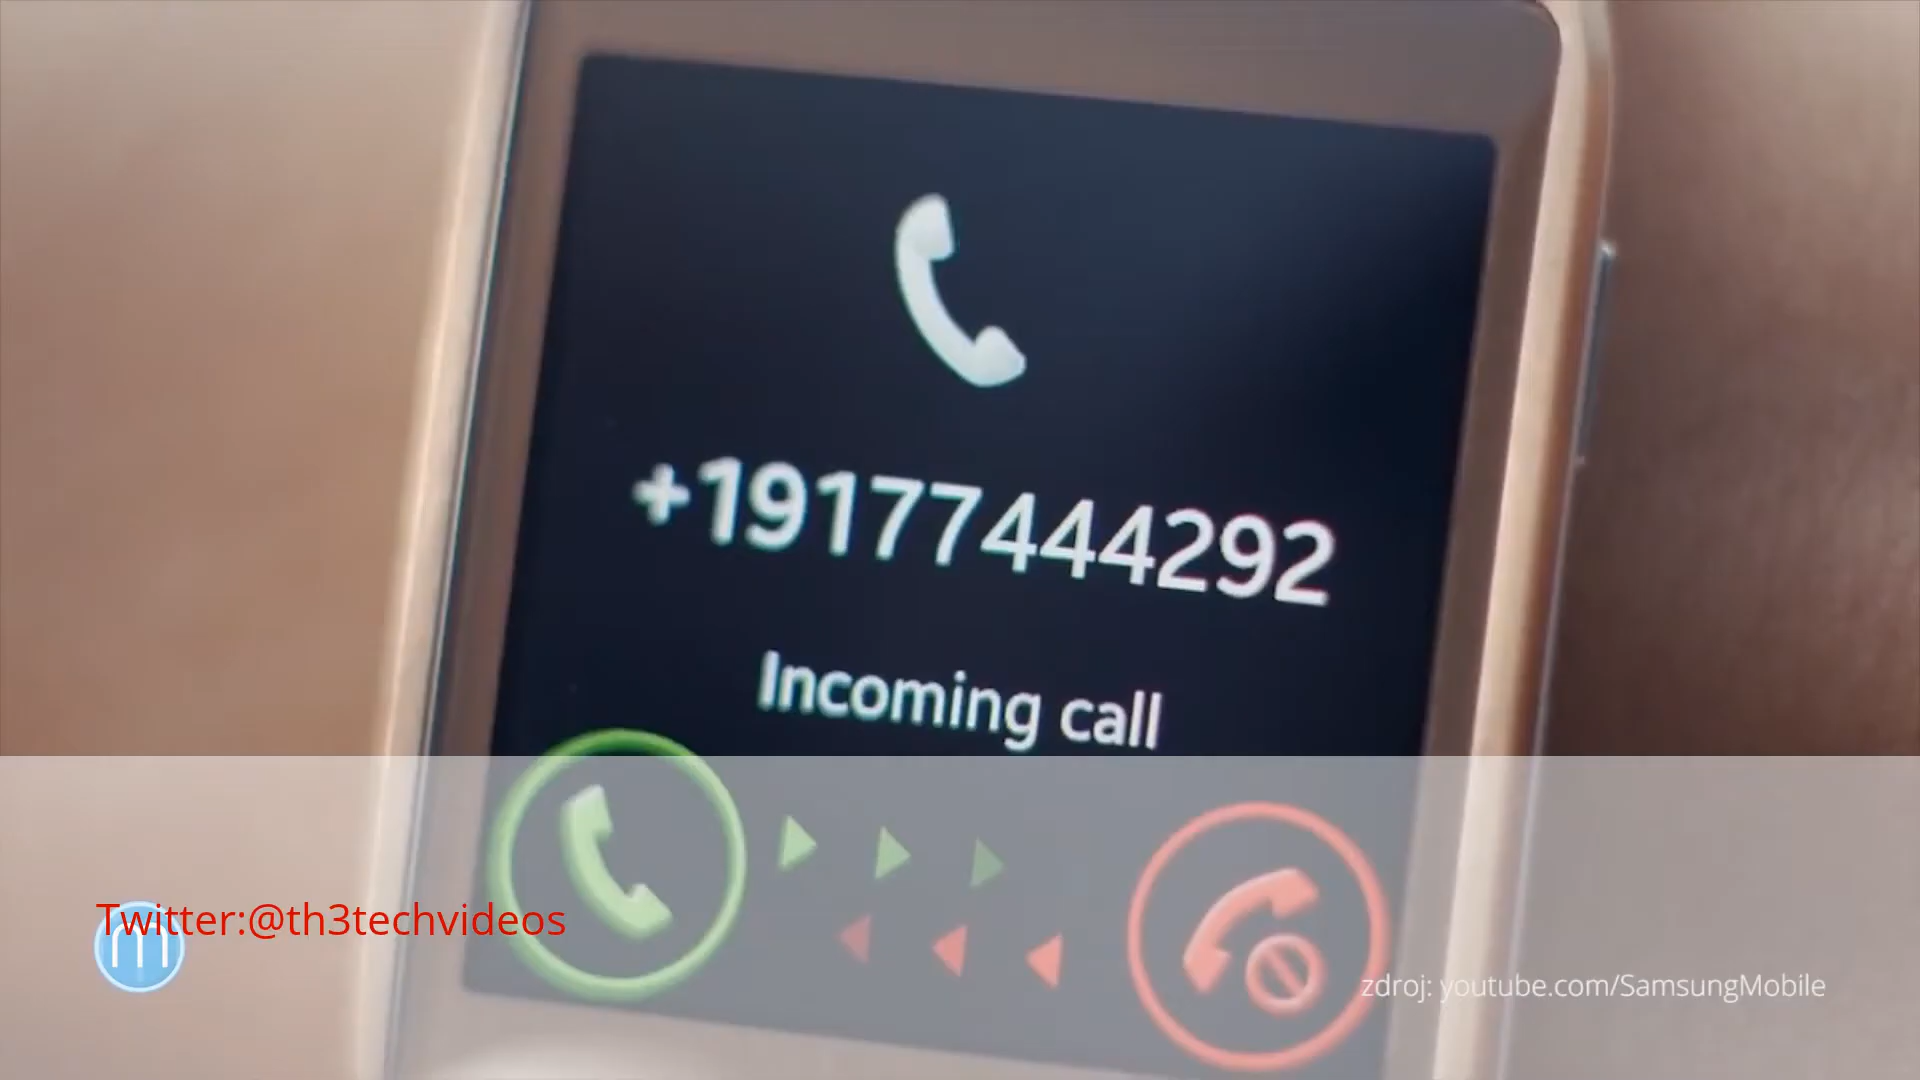 +19177444292
Incoming call
Twitter:@th3techvideos
m
zdroj: youtube.com/SamsungMobile